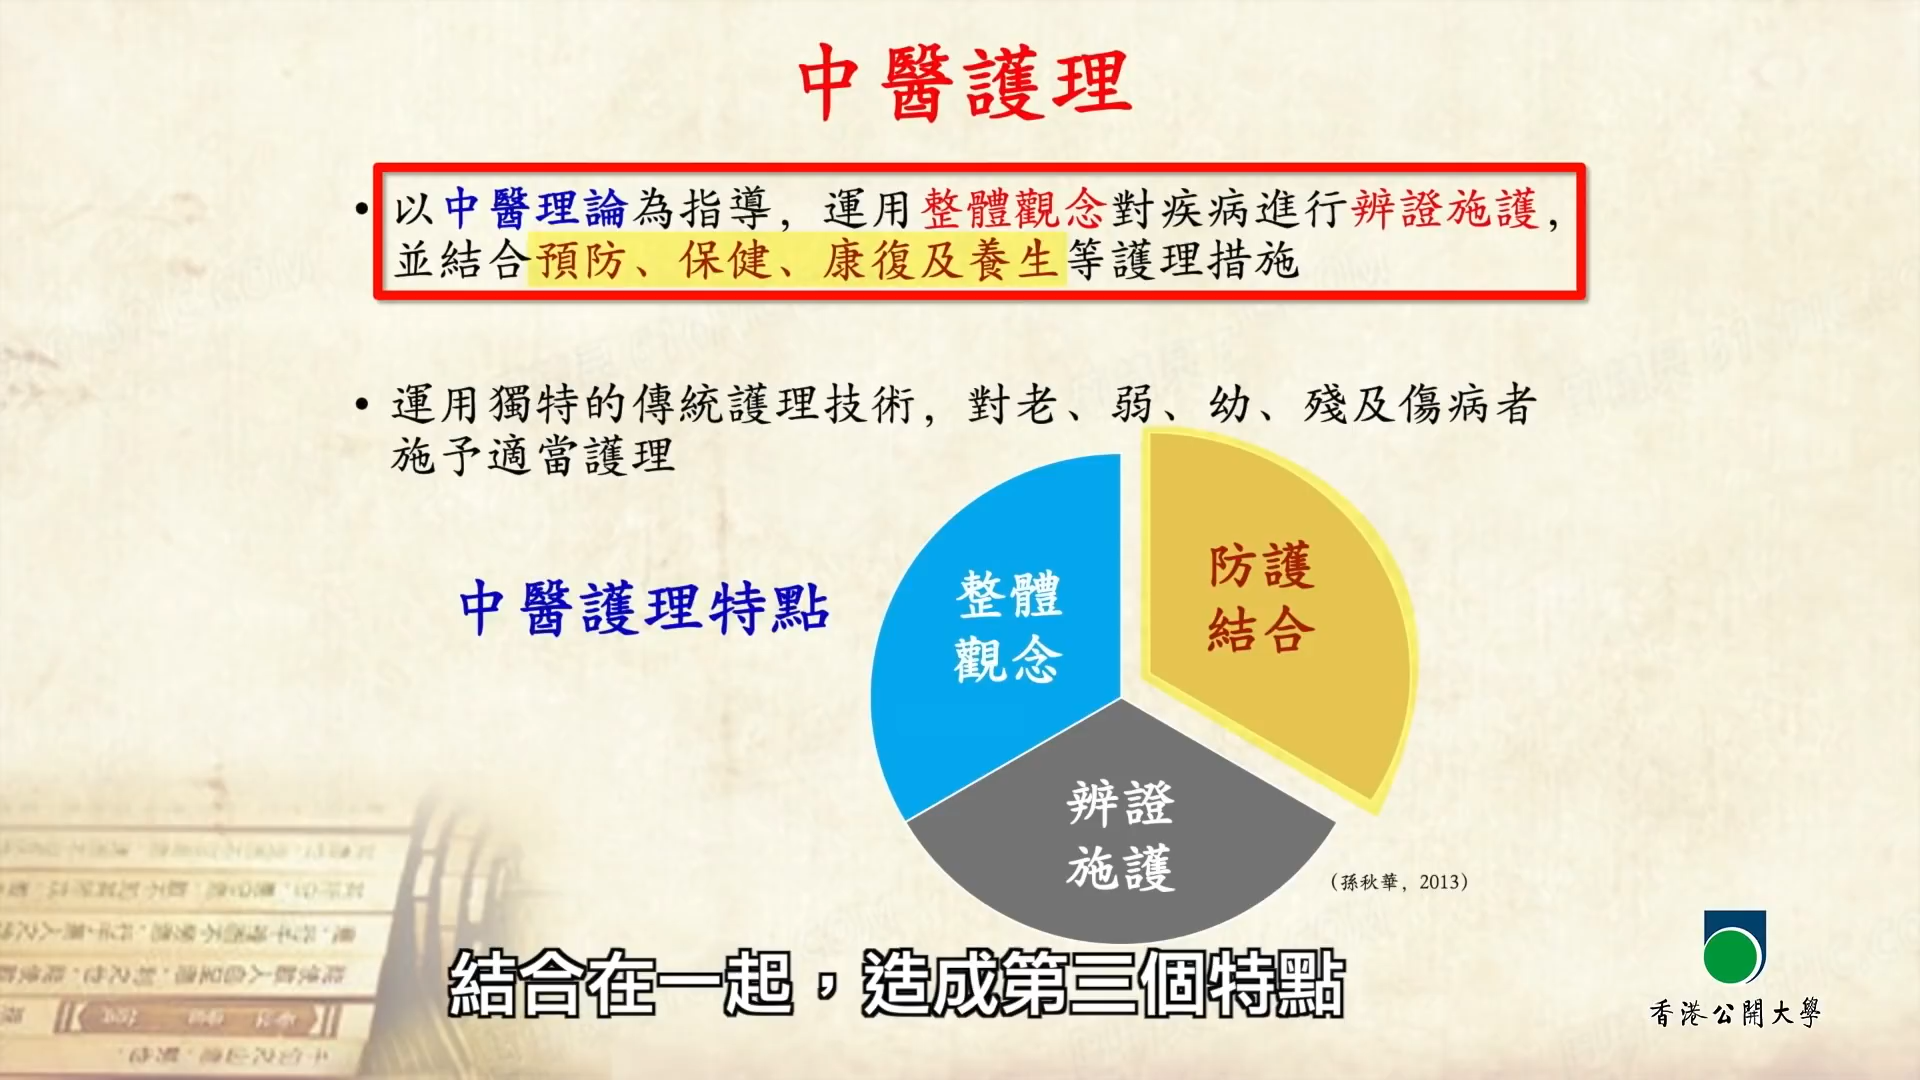 中醫護理
• 以中醫理論為指導，運用整體觀念對疾病進行辨證施護，
並結合預防、保健、康復及養生等護理措施
• 運用獨特的傳統護理技術，對老、弱、幼、殘及傷病者
施予適當護理
中醫護理特點
整體
觀念
防護
結合
辨證
施護
（孫秋華，2013）
結合在一起，造成第三個特點
香港公開大學